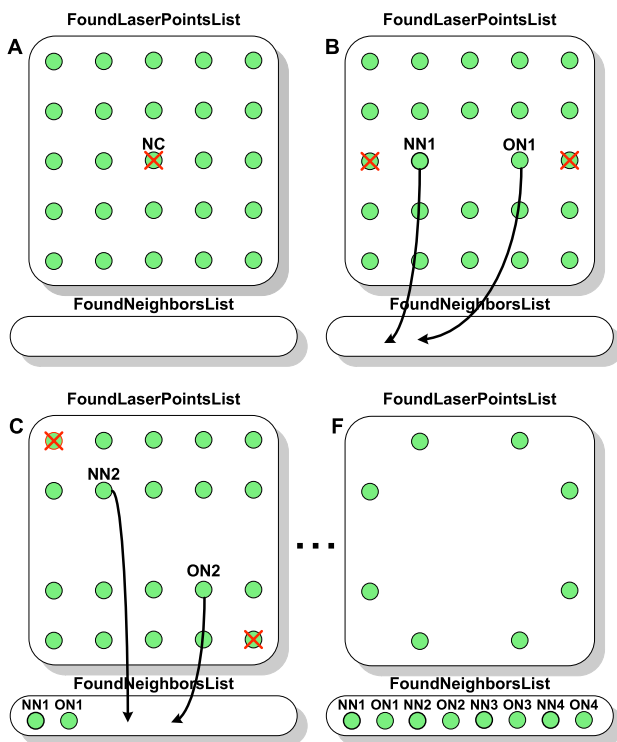 FoundLaserPointsList
A
NC
FoundNeighborsList
FoundLaserPointsList
B
NN1 ON1
FoundNeighborsList
FoundLaserPointsList
C
NN2
ON2
FoundNeighborsList
NN1 ON1
...
FoundLaserPointsList
F
FoundNeighborsList
NN1 ON1 NN2 ON2 NN3 ON3 NN4 ON4